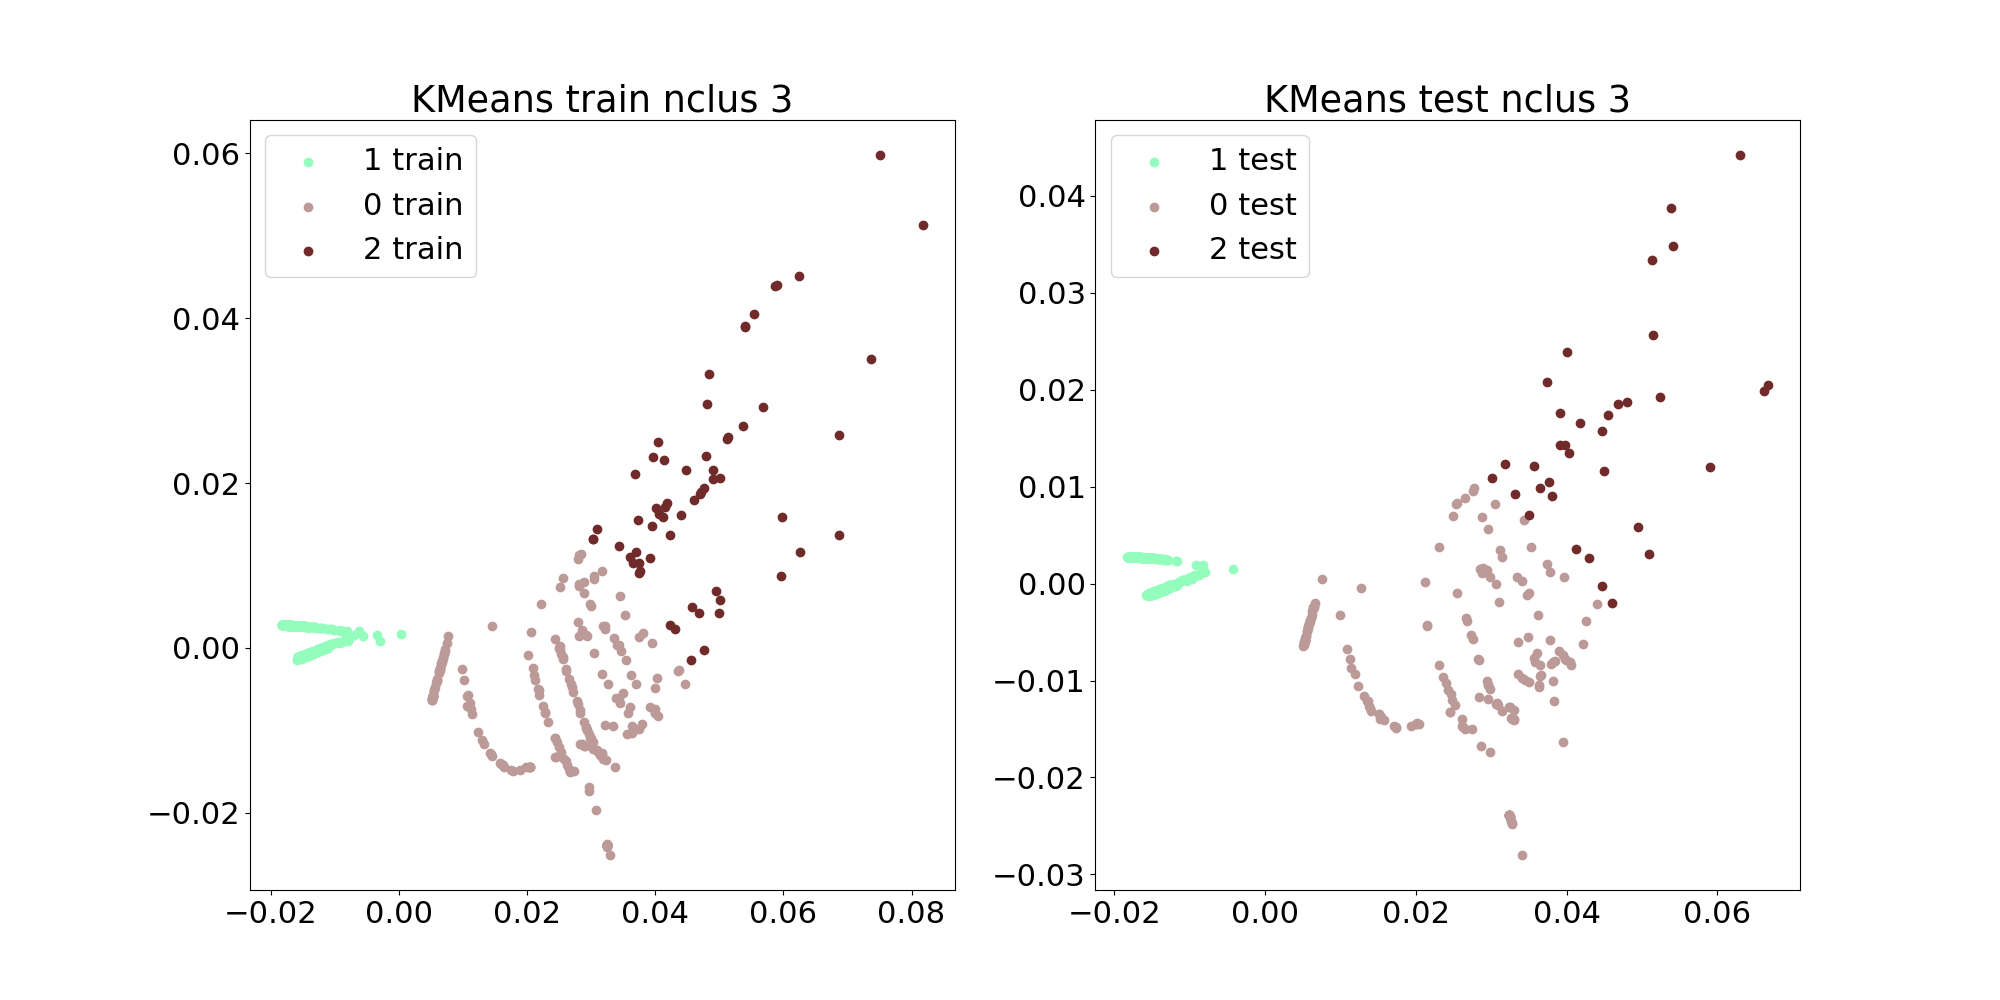 KMeans train nclus 3
1 train
0 train
2 train
0.06
0.04
0.02
0.00
−0.02
−0.02 0.00 0.02 0.04 0.06 0.08
KMeans test nclus 3
1 test
0 test
2 test
0.04
0.03
0.02
0.01
0.00
−0.01
−0.02
−0.03
−0.02 0.00 0.02 0.04 0.06